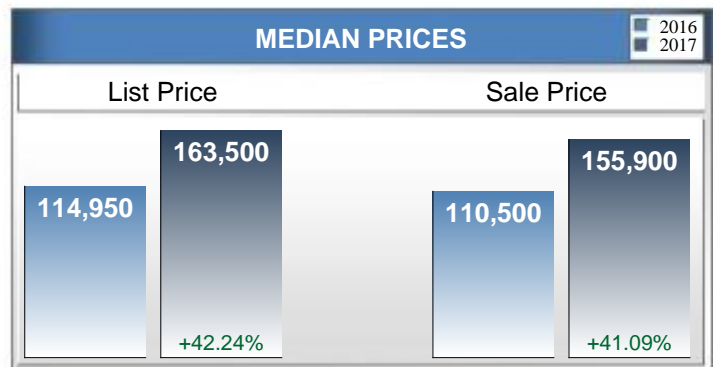 MEDIAN PRICES
2016
2017
List Price
Sale Price
114,950
163,500
+42.24%
110,500
155,900
+41.09%